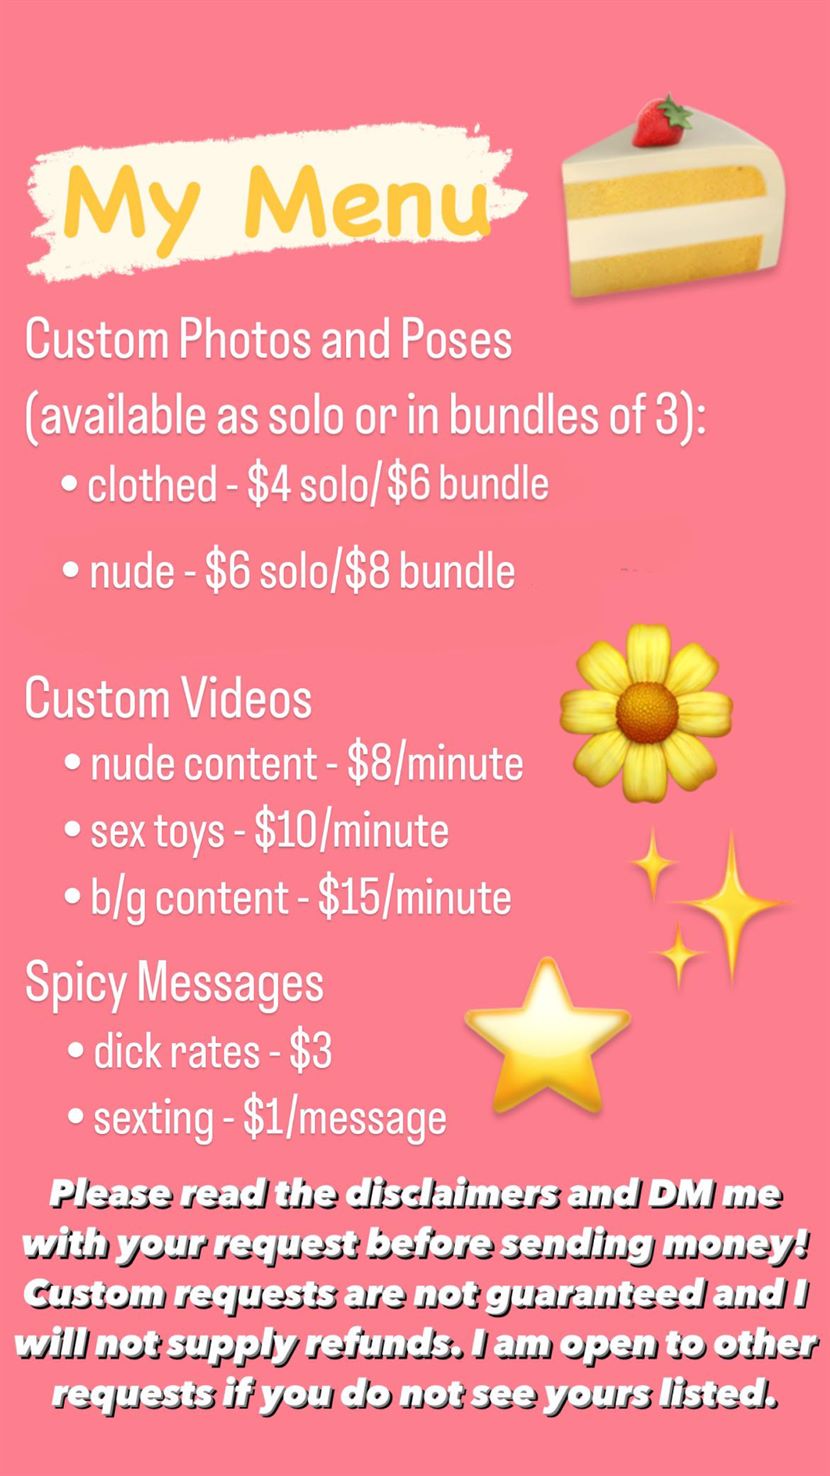 My Menu
Custom Photos and Poses
(available as solo or in bundles of 3):
• clothed - $4 solo/$6 bundle
• nude - $6 solo/$8 bundle
Custom Videos
• nude content - $8/minute
• sex toys - $10/minute
• b/g content - $15/minute
Spicy Messages
• dick rates - $3
• sexting - $1/message
Please read the disclaimers and DM me
with your request before sending money!
Custom requests are not guaranteed and I
will not supply refunds. I am open to other
requests if you do not see yours listed.